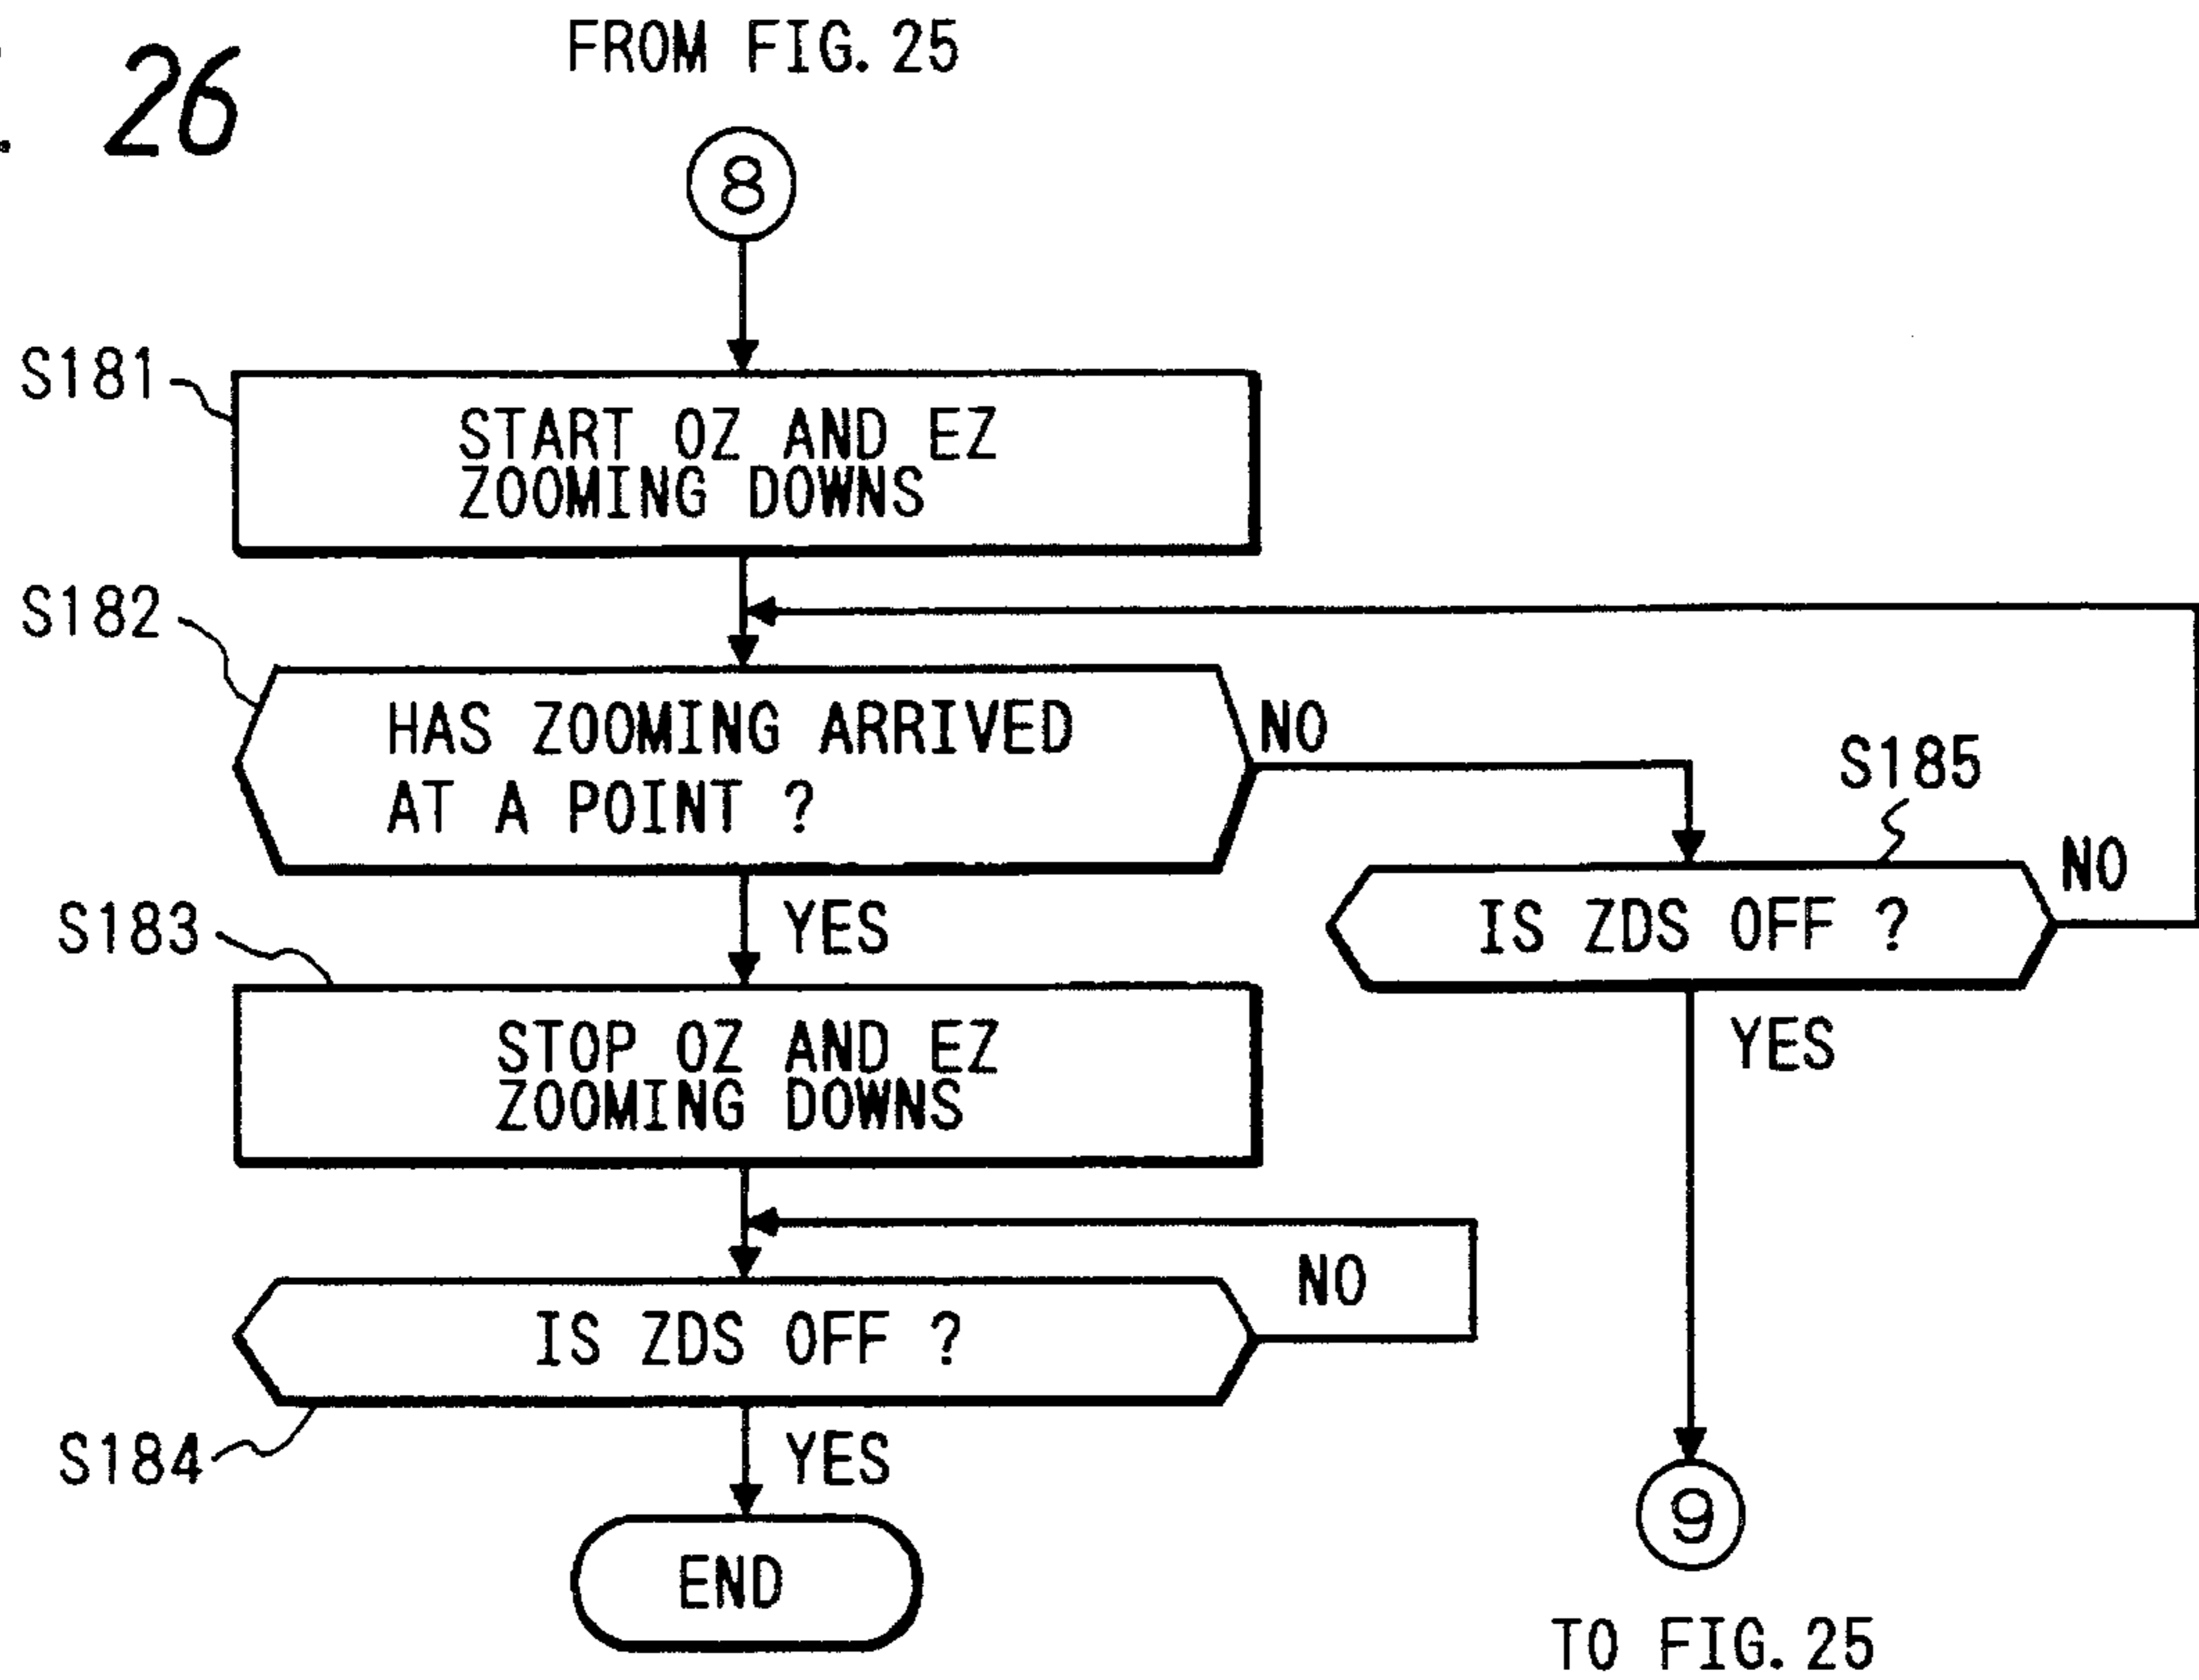 26
FROM FIG. 25
8
S181
START OZ AND EZ
ZOOMING DOWNS
S182
HAS ZOOMING ARRIVED
AT A POINT ?
NO
S185
IS ZDS OFF ?
NO
YES
YES
S183
STOP OZ AND EZ
ZOOMING DOWNS
IS ZDS OFF ?
NO
S184
YES
END
9
TO FIG. 25